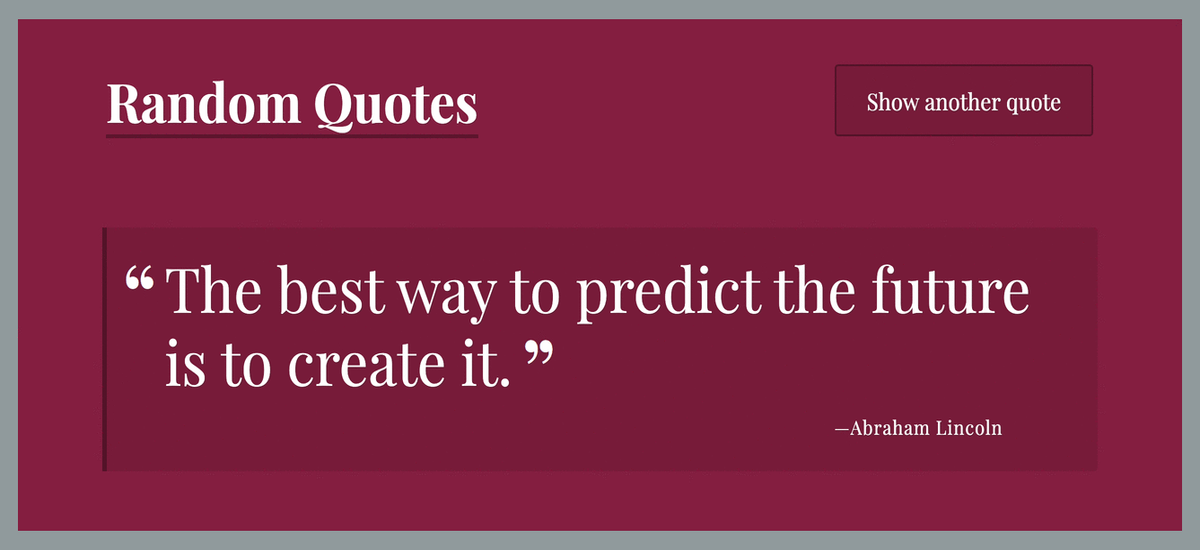 Random Quotes
Show another quote
“ The best way to predict the future
is to create it. ”
—Abraham Lincoln